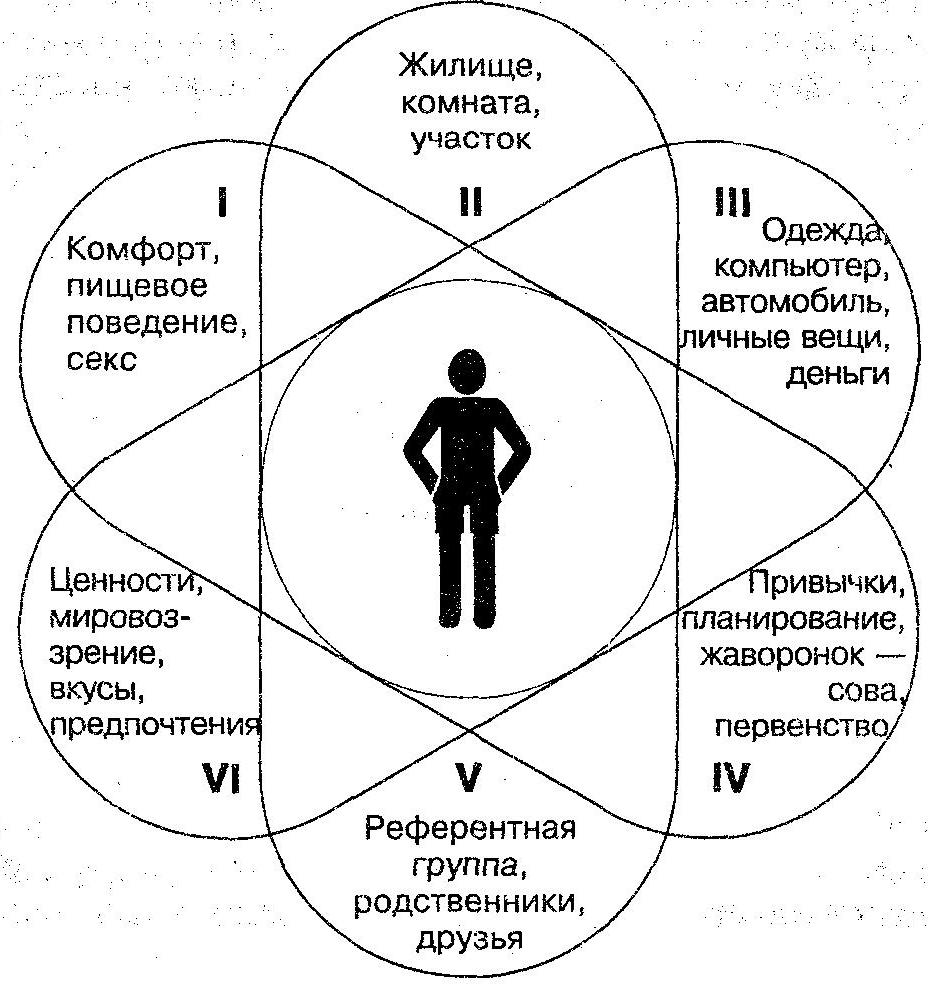 Жилище,
комната,
участок
I
II
III
Комфорт,
пищевое
поведение,
секс
Одежда,
компьютер,
автомобиль,
личные вещи,
деньги
Ценности,
мировоз-
зрение,
вкусы,
предпочтения
Привычки,
планирование,
жаворонок —
сова,
первенство
VI
V
IV
Референтная
группа,
родственники,
друзья